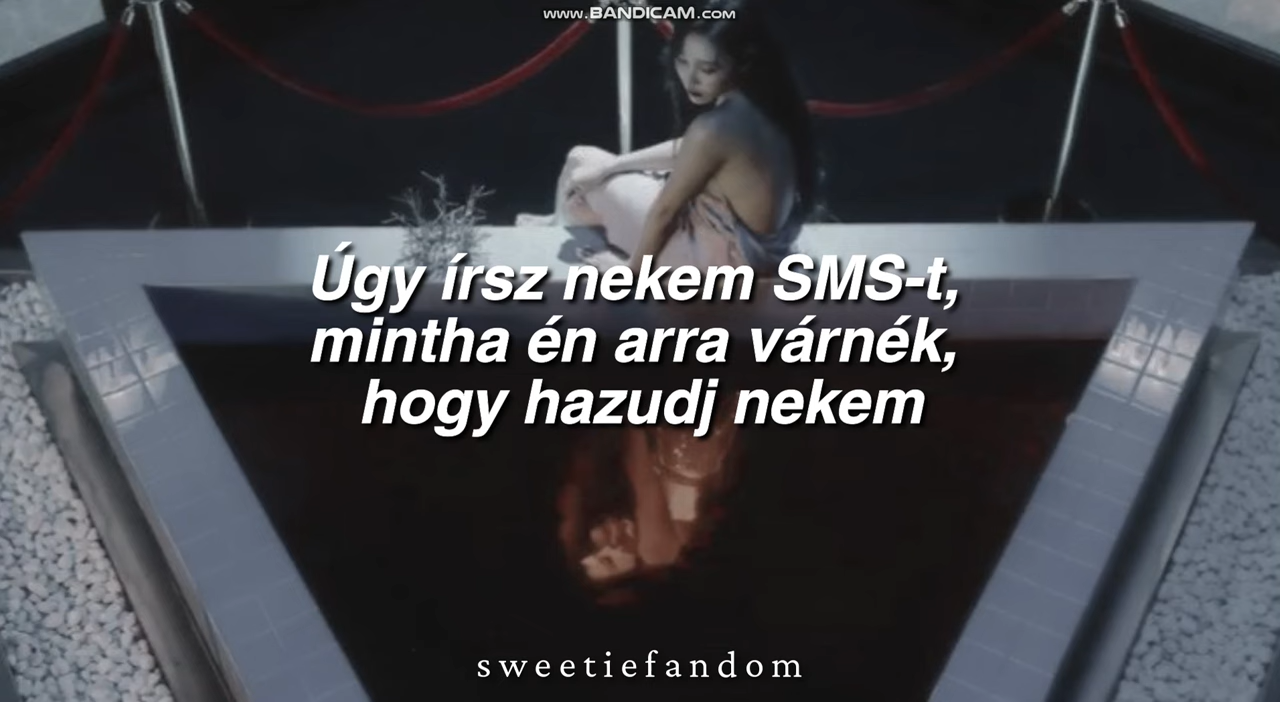 www.BANDICAM.com
Úgy írsz nekem SMS-t,
mintha én arra várnék,
hogy hazudj nekem
sweetiefandom